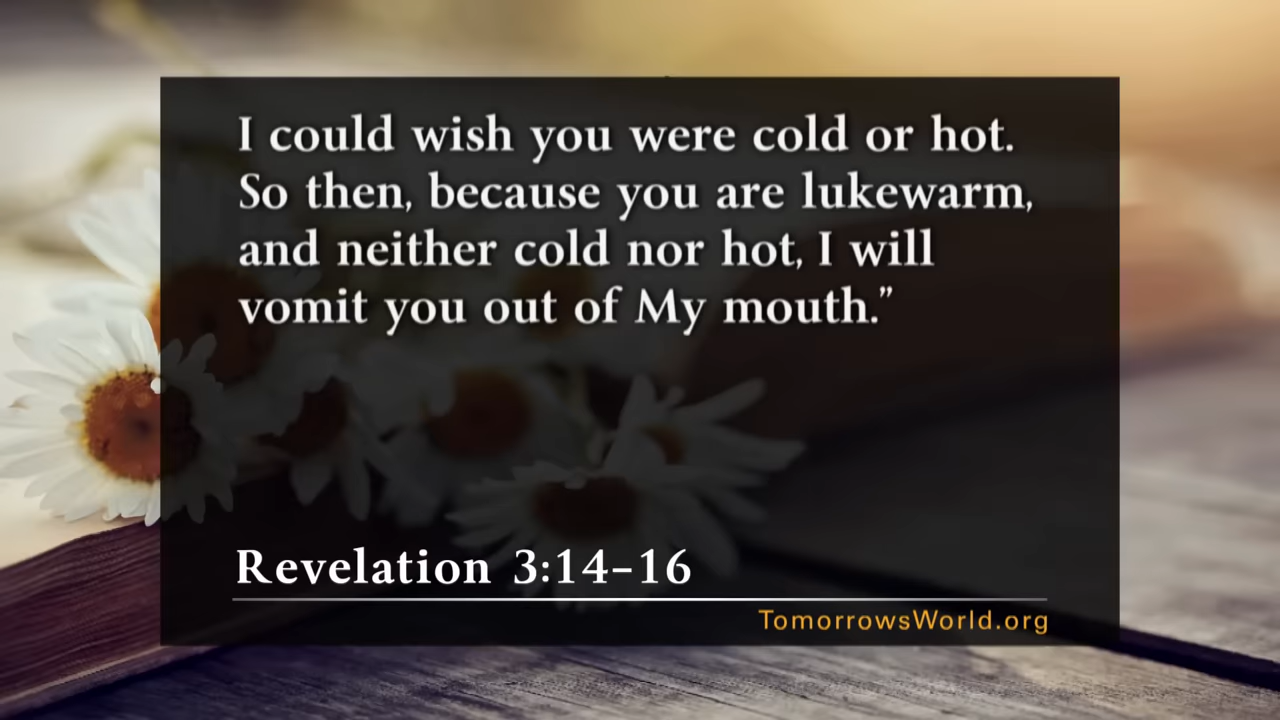 I could wish you were cold or hot.
So then, because you are lukewarm,
and neither cold nor hot, I will
vomit you out of My mouth.”
Revelation 3:14–16
TomorrowsWorld.org